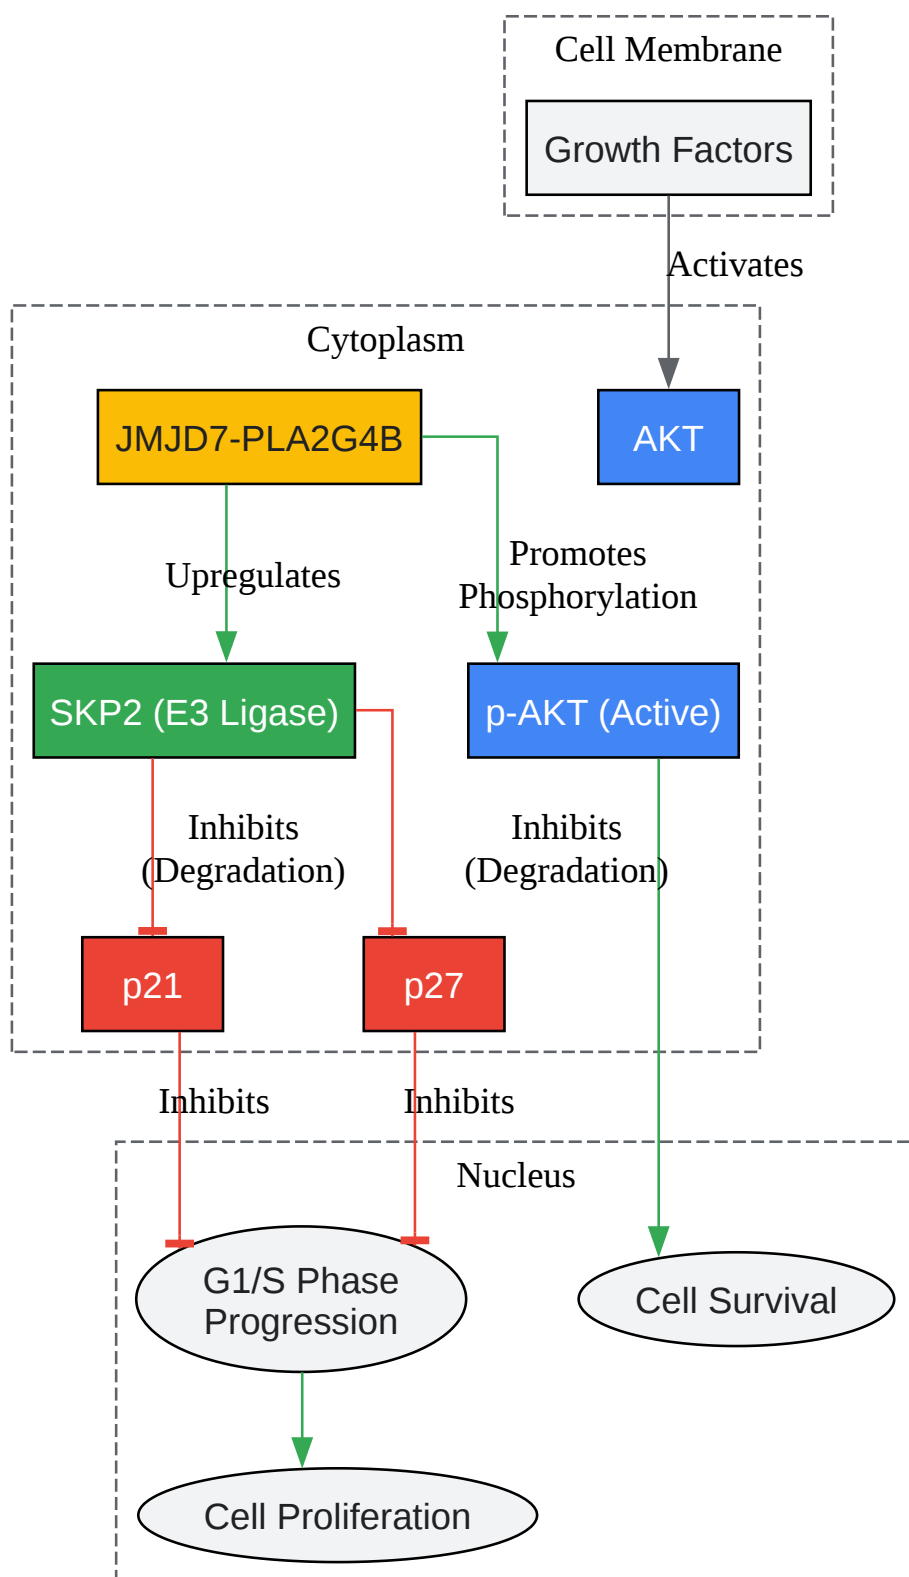 Cell Membrane
Growth Factors
Activates
Cytoplasm
JMJD7-PLA2G4B
AKT
Upregulates
Promotes
Phosphorylation
SKP2 (E3 Ligase)
p-AKT (Active)
Inhibits
(Degradation)
Inhibits
(Degradation)
p21
p27
Inhibits
Inhibits
Nucleus
G1/S Phase
Progression
Cell Survival
Cell Proliferation